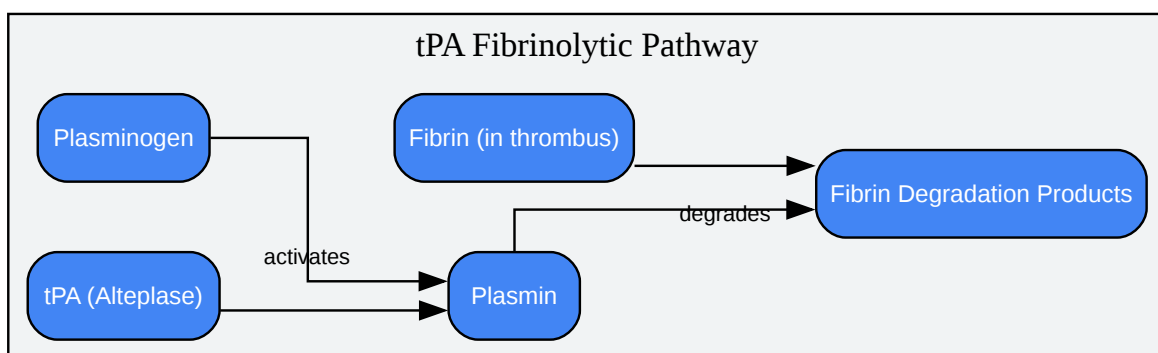 tPA Fibrinolytic Pathway
Plasminogen
Fibrin (in thrombus)
Fibrin Degradation Products
degrades
activates
tPA (Alteplase)
Plasmin